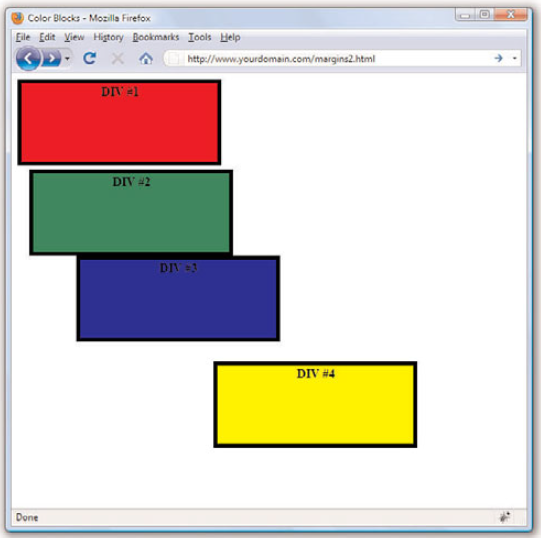 Color Blocks - Mozilla Firefox
File Edit View History Bookmarks Tools Help
http://www.yourdomain.com/margins2.html
DIV #1
DIV #2
DIV #3
DIV #4
Done